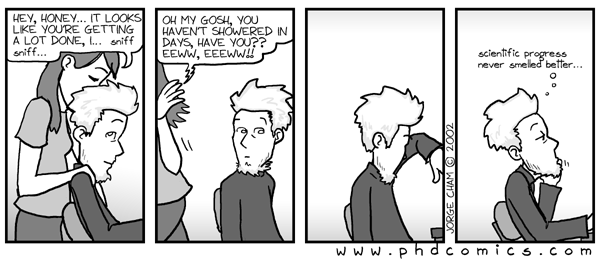 HEY, HONEY... IT LOOKS
LIKE YOU'RE GETTING
A LOT DONE, I... sniff
sniff...
OH MY GOSH, YOU
HAVEN'T SHOWERED IN
DAYS, HAVE YOU??
EEWW, EEEWW!!
JORGE CHAM © 2002
scientific progress
never smelled better...
www.phdcomics.com